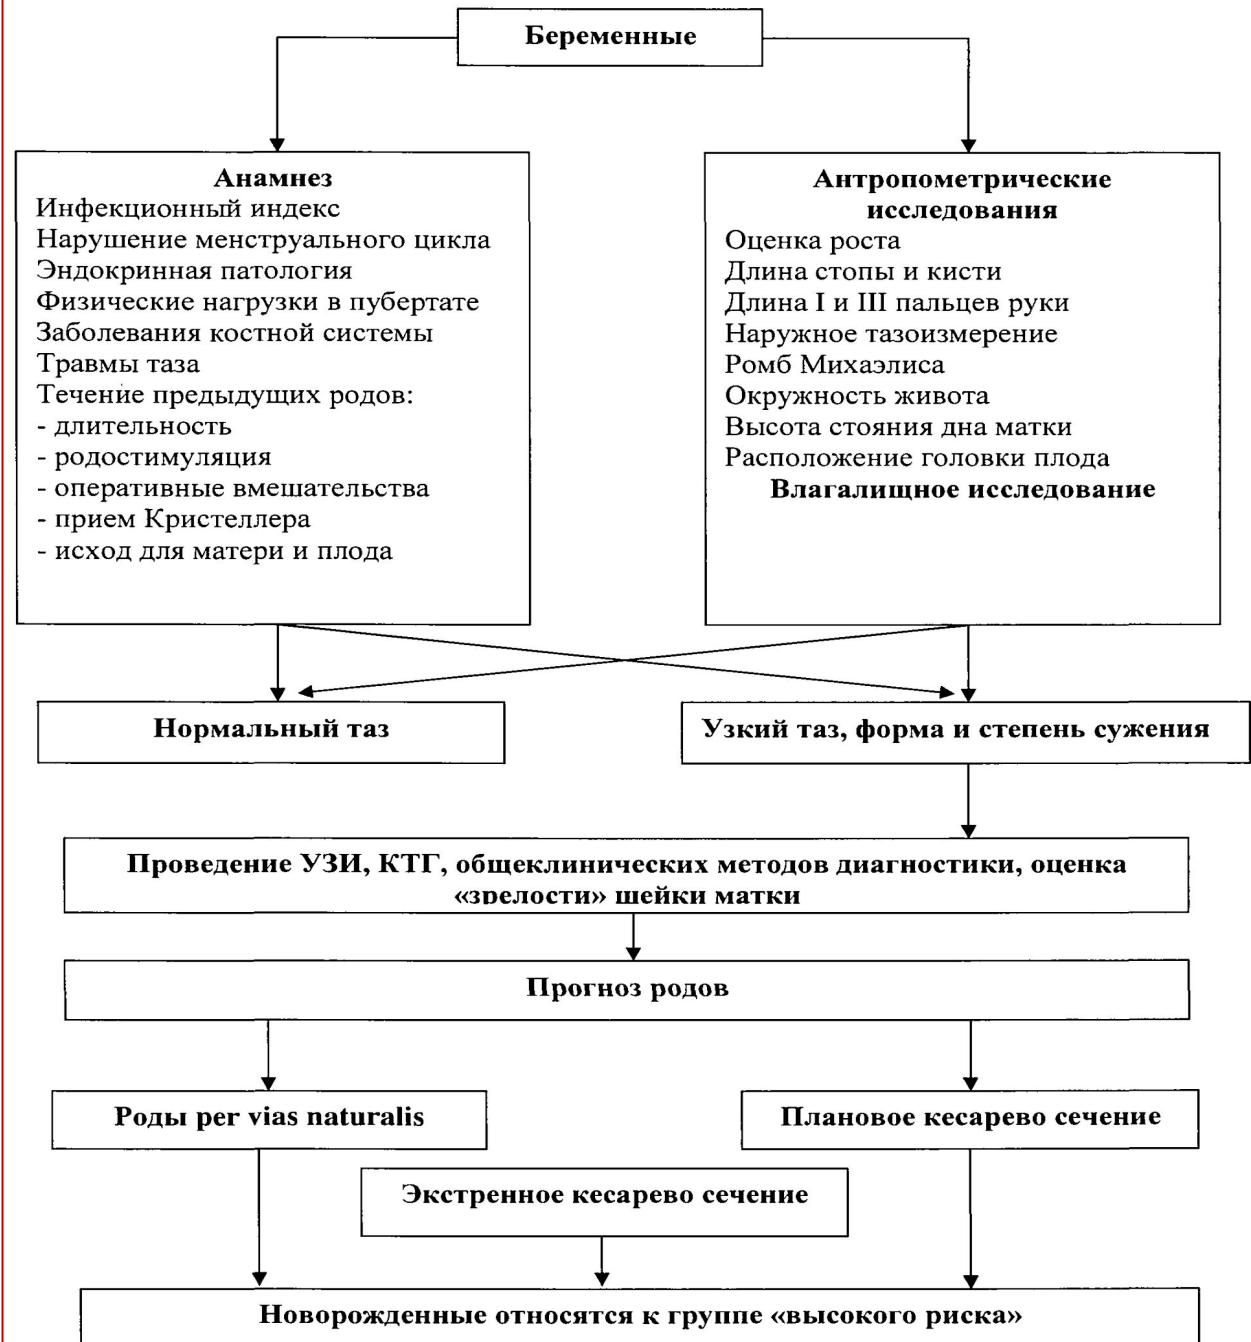 Беременные
Анамнез
Инфекционный индекс
Нарушение менструального цикла
Эндокринная патология
Физические нагрузки в пубертате
Заболевания костной системы
Травмы таза
Течение предыдущих родов:
- длительность
- родостимуляция
- оперативные вмешательства
- прием Кристеллера
- исход для матери и плода
Антропометрические
исследования
Оценка роста
Длина стопы и кисти
Длина I и III пальцев руки
Наружное тазоизмерение
Ромб Михаэлиса
Окружность живота
Высота стояния дна матки
Расположение головки плода
Влагалищное исследование
Нормальный таз
Узкий таз, форма и степень сужения
Проведение УЗИ, КТГ, общеклинических методов диагностики, оценка
«зрелости» шейки матки
Прогноз родов
Роды per vias naturalis
Плановое кесарево сечение
Экстренное кесарево сечение
Новорожденные относятся к группе «высокого риска»